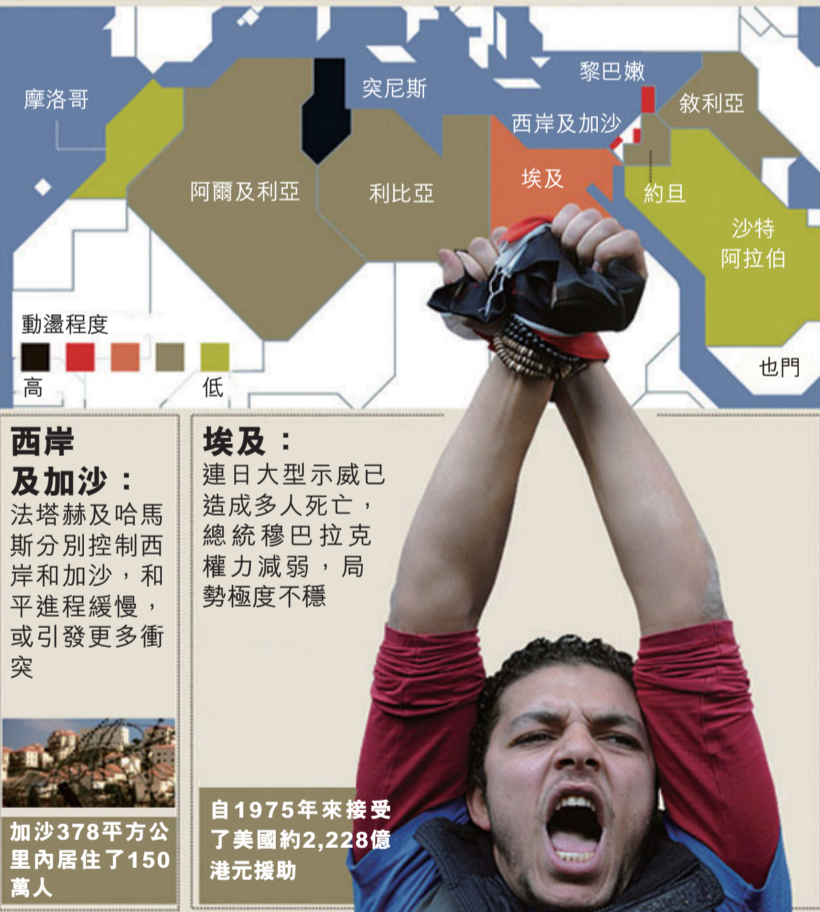 摩洛哥
突尼斯
黎巴嫩
敘利亞
西岸及加沙
阿爾及利亞
利比亞
埃及
約旦
沙特
阿拉伯
也門
動盪程度
高
低
西岸
及加沙：
法塔赫及哈馬
斯分別控制西
岸和加沙，和
平進程緩慢，
或引發更多衝
突
加沙378平方公
里內居住了150
萬人
埃及：
連日大型示威已
造成多人死亡，
總統穆巴拉克
權力減弱，局
勢極度不穩
自1975年來接受
了美國約2,228億
港元援助